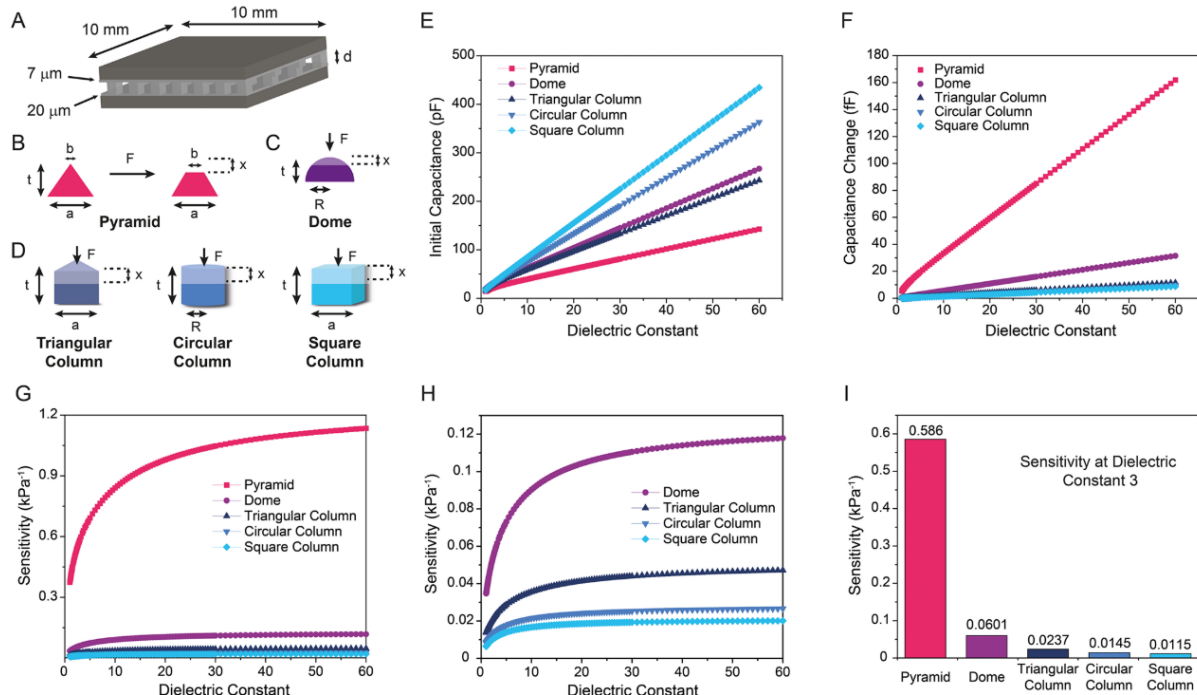 A
10 mm
10 mm
7 μm
20 μm
d
B
b
t
a
F
b
x
a
Pyramid
C
F
x
R
Dome
D
F
t
x
a
Triangular
Column
F
t
x
R
Circular
Column
F
t
x
a
Square
Column
E
500
400
300
200
100
0
Initial Capacitance (pF)
Pyramid
Dome
Triangular Column
Circular Column
Square Column
0 10 20 30 40 50 60
Dielectric Constant
F
180
160
140
120
100
80
60
40
20
0
Capacitance Change (fF)
Pyramid
Dome
Triangular Column
Circular Column
Square Column
0 10 20 30 40 50 60
Dielectric Constant
G
1.2
0.9
0.6
0.3
Sensitivity (kPa⁻¹)
Pyramid
Dome
Triangular Column
Circular Column
Square Column
0 10 20 30 40 50 60
Dielectric Constant
H
0.12
0.1
0.08
0.06
0.04
0.02
0
Sensitivity (kPa⁻¹)
Dome
Triangular Column
Circular Column
Square Column
0 10 20 30 40 50 60
Dielectric Constant
I
0.6
0.5
0.4
0.3
0.2
0.1
0
Sensitivity (kPa⁻¹)
Sensitivity at Dielectric
Constant 3
0.586
0.0601
0.0237
0.0145
0.0115
Pyramid
Dome
Triangular
Column
Circular
Column
Square
Column